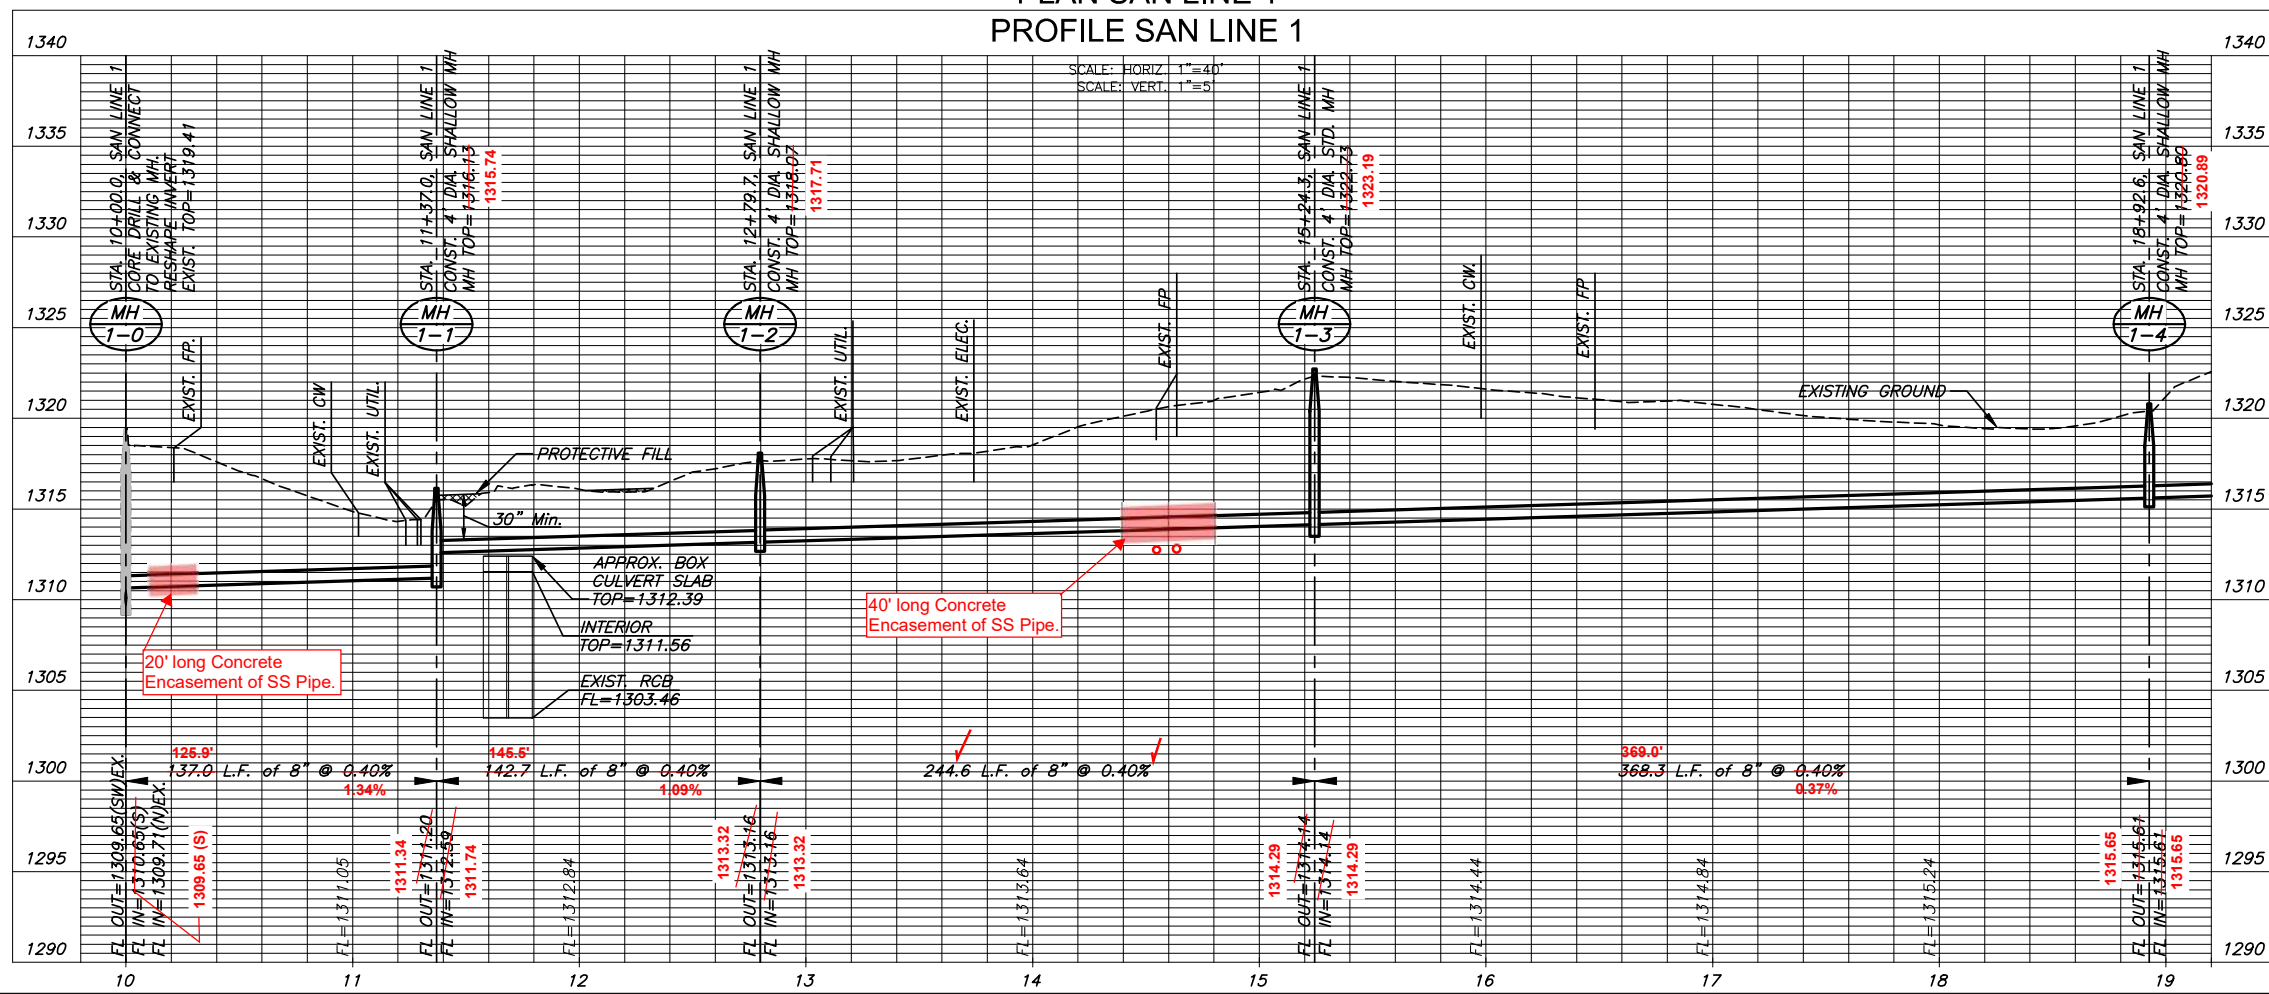 PLAN SAN LINE 1
PROFILE SAN LINE 1
SCALE: HORIZ. 1"=40'
SCALE: VERT. 1"=5'
1340
1335
1330
1325
1320
1315
1310
1305
1300
1295
1290
1340
1335
1330
1325
1320
1315
1310
1305
1300
1295
1290
STA. 10+00.0, SAN LINE 1
CORE DRILL & CONNECT
TO EXISTING MH.
RESHAPE INVERT
EXIST. TOP=1319.41
STA. 11+37.0, SAN LINE 1
CONST. 4' DIA. SHALLOW MH
MH TOP=1316.13
1315.74
STA. 12+79.7, SAN LINE 1
CONST. 4' DIA. SHALLOW MH
MH TOP=1318.07
1317.71
STA. 15+24.3, SAN LINE 1
CONST. 4' DIA. STD. MH
MH TOP=1322.73
1323.19
STA. 18+92.6, SAN LINE 1
CONST. 4' DIA. SHALLOW MH
MH TOP=1320.80
1320.89
MH
1-0
MH
1-1
MH
1-2
MH
1-3
MH
1-4
EXIST. FP.
EXIST. CW
EXIST. UTIL.
EXIST. UTIL.
EXIST. ELEC.
EXIST. FP
EXIST. CW.
EXIST. FP
EXISTING GROUND
PROTECTIVE FILL
30" Min.
APPROX. BOX
CULVERT SLAB
TOP=1312.39
INTERIOR
TOP=1311.56
EXIST. RCB
FL=1303.46
20' long Concrete
Encasement of SS Pipe.
40' long Concrete
Encasement of SS Pipe.
125.9'
137.0 L.F. of 8" @ 0.40%
1.34%
145.5'
142.7 L.F. of 8" @ 0.40%
1.09%
244.6 L.F. of 8" @ 0.40%
369.0'
368.3 L.F. of 8" @ 0.40%
0.37%
FL OUT=1309.65(SW)EX.
FL IN=1310.65(S)
FL IN=1309.71(N)EX.
1309.65 (S)
FL=1311.05
1311.34
FL OUT=1311.20
FL IN=1312.59
1311.74
FL=1312.84
1313.32
FL OUT=1313.16
FL IN=1313.16
1313.32
FL=1313.64
1314.29
FL OUT=1314.14
FL IN=1314.14
1314.29
FL=1314.44
FL=1314.84
FL=1315.24
1315.65
FL OUT=1315.61
FL IN=1315.61
1315.65
10
11
12
13
14
15
16
17
18
19